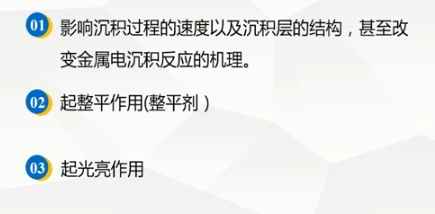 01 影响沉积过程的速度以及沉积层的结构，甚至改
变金属电沉积反应的机理。
02 起整平作用(整平剂）
03 起光亮作用